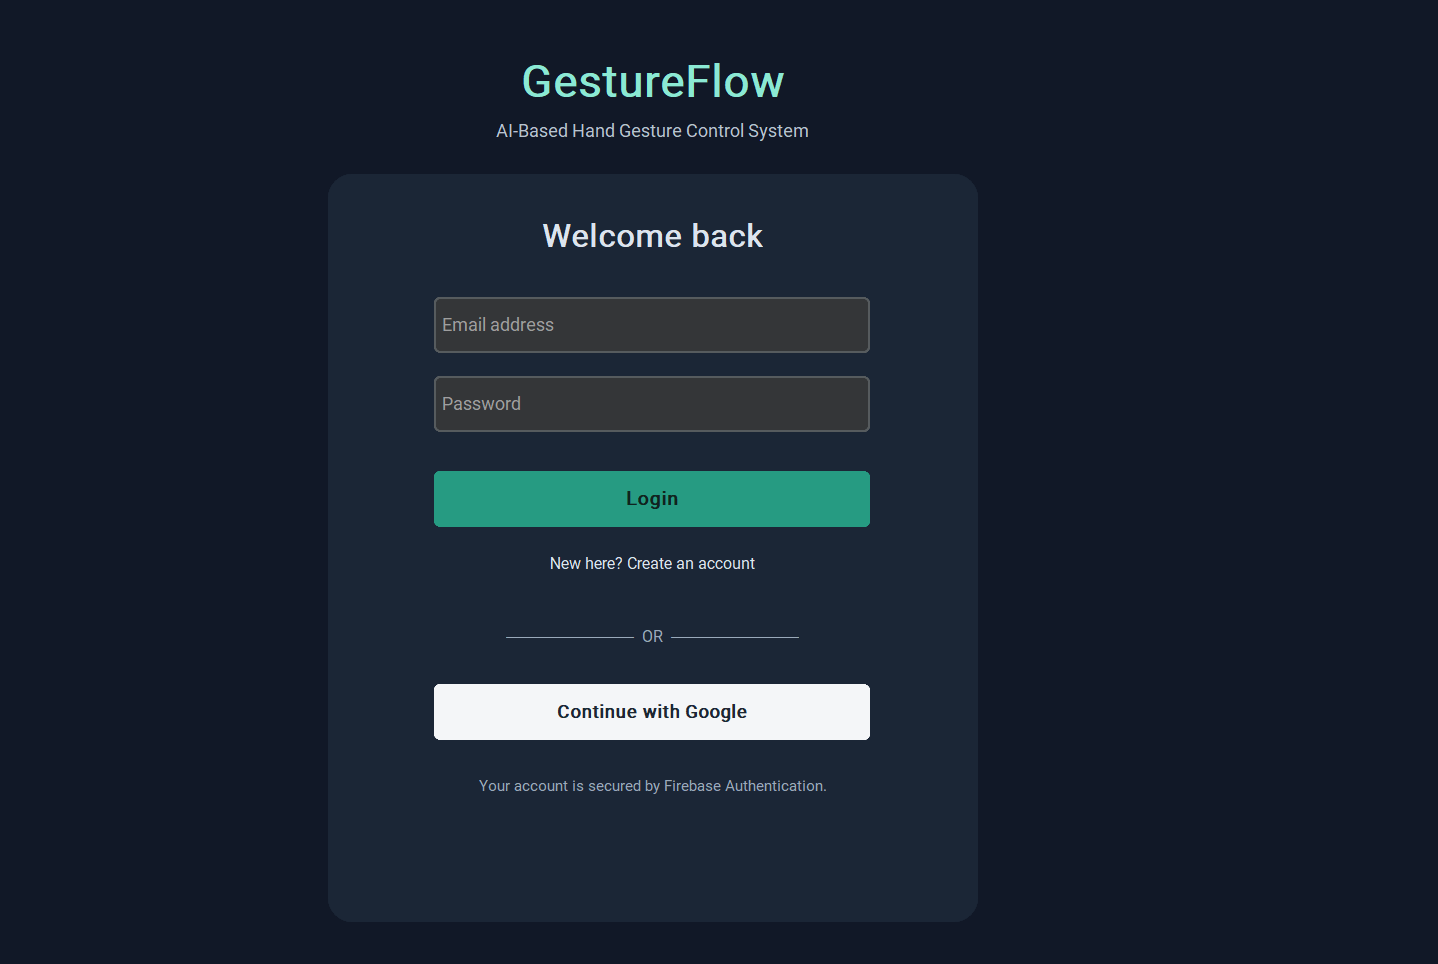 GestureFlow
AI-Based Hand Gesture Control System
Welcome back
Email address
Password
Login
New here? Create an account
OR
Continue with Google
Your account is secured by Firebase Authentication.